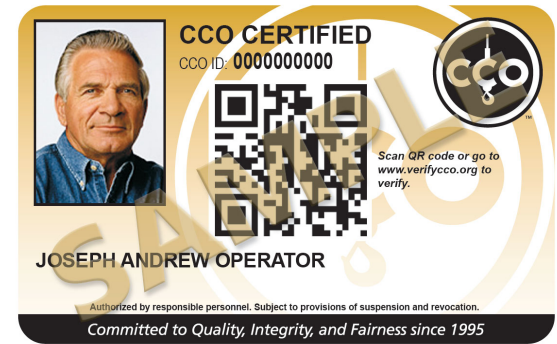 CCO CERTIFIED
CCO ID: 0000000000
CCO
TM
Scan QR code or go to
www.verifycco.org to
verify.
SAMPLE
JOSEPH ANDREW OPERATOR
Authorized by responsible personnel. Subject to provisions of suspension and revocation.
Committed to Quality, Integrity, and Fairness since 1995